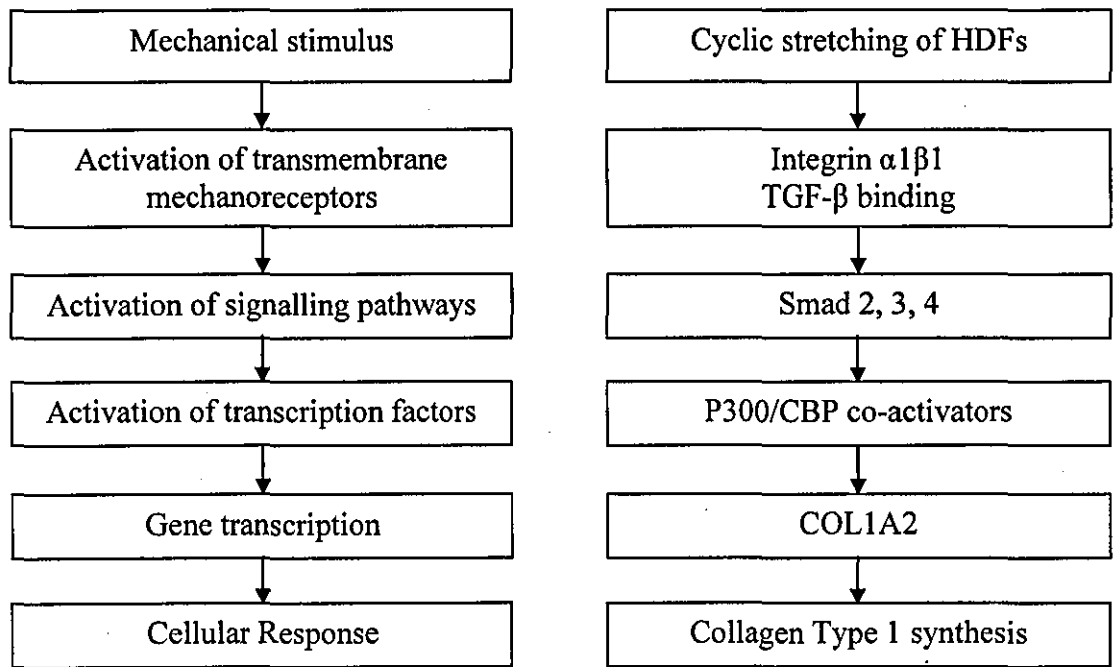 Mechanical stimulus
Activation of transmembrane
mechanoreceptors
Activation of signalling pathways
Activation of transcription factors
Gene transcription
Cellular Response
Cyclic stretching of HDFs
Integrin α1β1
TGF-β binding
Smad 2, 3, 4
P300/CBP co-activators
COL1A2
Collagen Type 1 synthesis